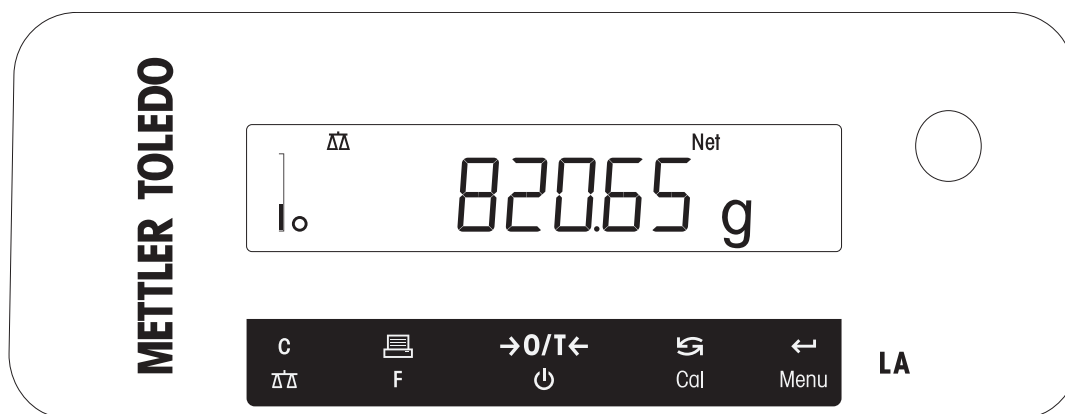 METTLER TOLEDO
Net
820.65 g
C →0/T←
F Cal Menu
LA